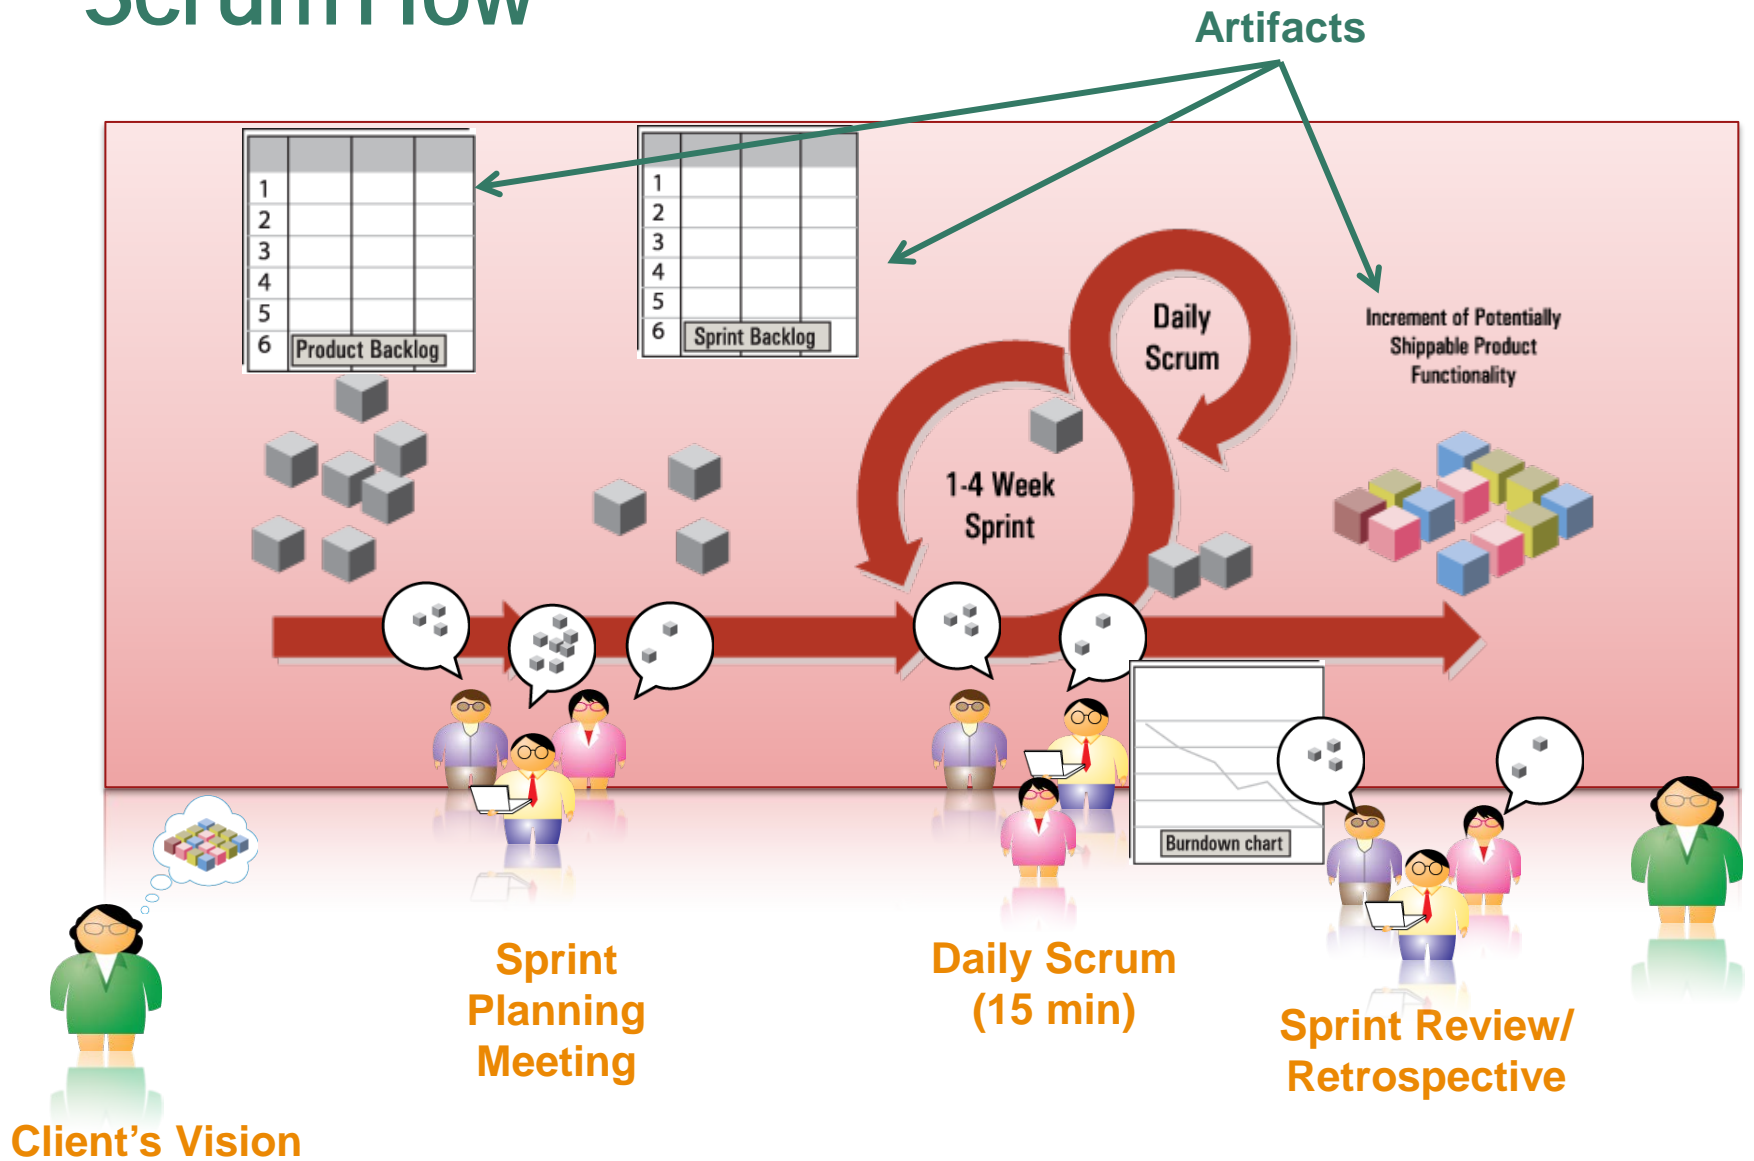 Scrum Flow
Artifacts
1
2
3
4
5
6
Product Backlog
1
2
3
4
5
6
Sprint Backlog
Daily
Scrum
Increment of Potentially
Shippable Product
Functionality
1-4 Week
Sprint
Burndown chart
Sprint
Planning
Meeting
Daily Scrum
(15 min)
Sprint Review/
Retrospective
Client's Vision